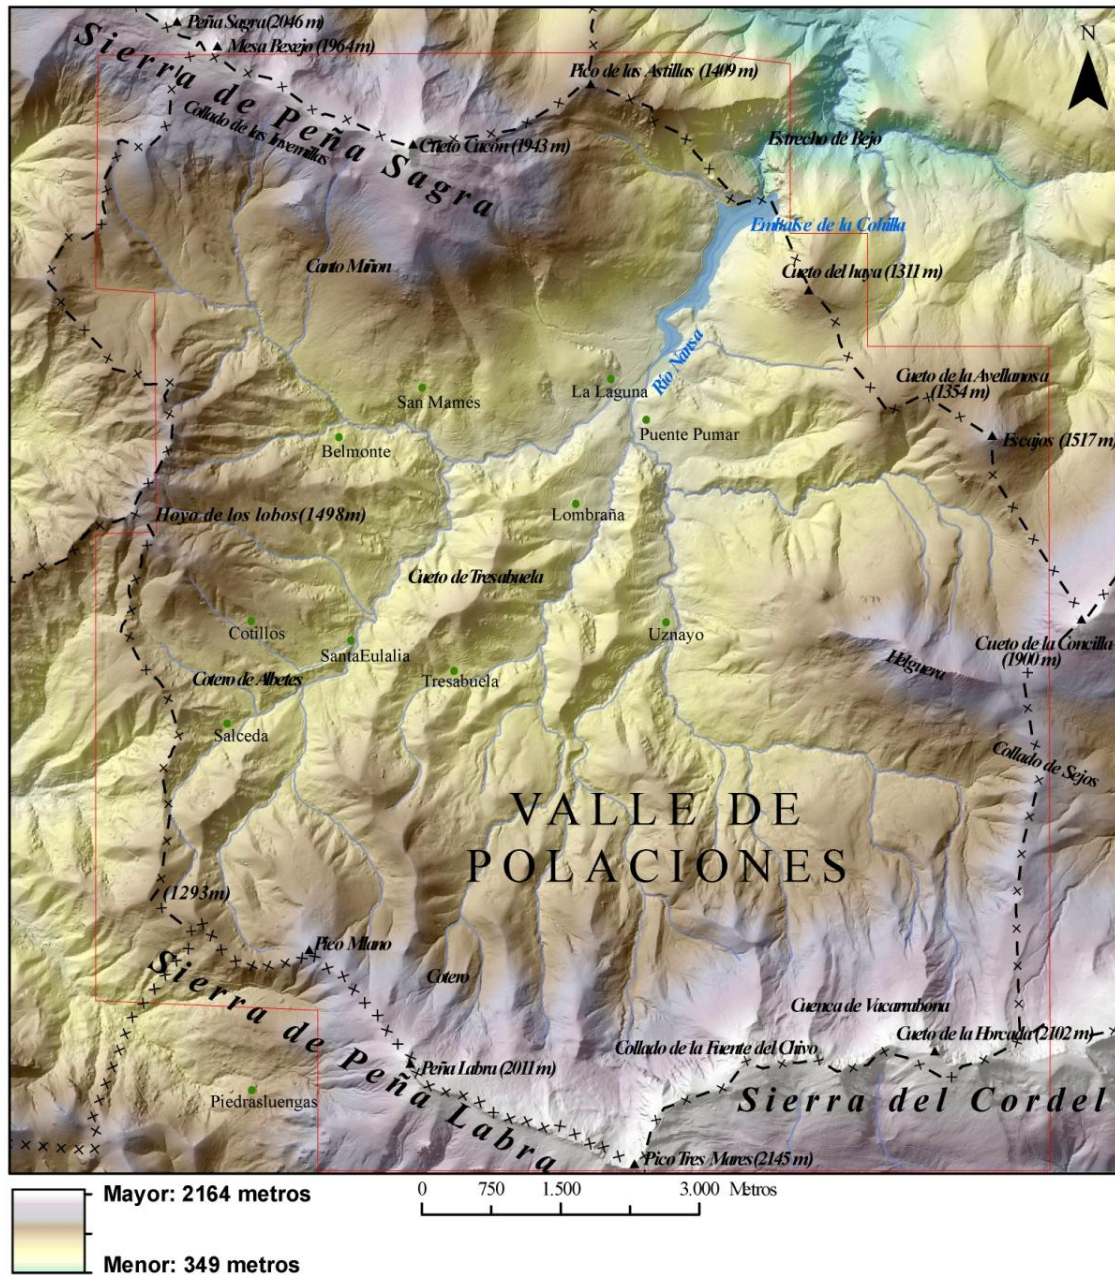 Peña Sagra (2046 m)
Mesa Bexejo (1964 m)
Sierra de Peña Sagra
Pico de las Astillas (1409 m)
N
Collado de las Invernillas
Cueto Cucón (1943 m)
Estrecho de Bejo
Embalse de la Cohilla
Canto Miñon
Cueto del haya (1311 m)
Río Nansa
La Laguna
San Mamés
Cueto de la Avellanosa
(1354 m)
Puente Pumar
Escajos (1517 m)
Belmonte
Hoyo de los lobos(1498m)
Lombraña
Cueto de Tresabuela
Cotillos
SantaEulalia
Uznayo
Cueto de la Concilla
(1900 m)
Helguera
Cotero de Albetes
Tresabuela
Salceda
Collado de Sejos
VALLE DE
POLACIONES
(1293m)
Pico Milano
Sierra de Peña Labra
Cotero
Cuenca de Vacarrabona
Cueto de la Horcada (2102 m)
Collado de la Fuente del Chivo
Peña Labra (2011 m)
Piedrasluengas
Sierra del Cordel
Pico Tres Mares (2145 m)
Mayor: 2164 metros
0 750 1.500 3.000 Metros
Menor: 349 metros